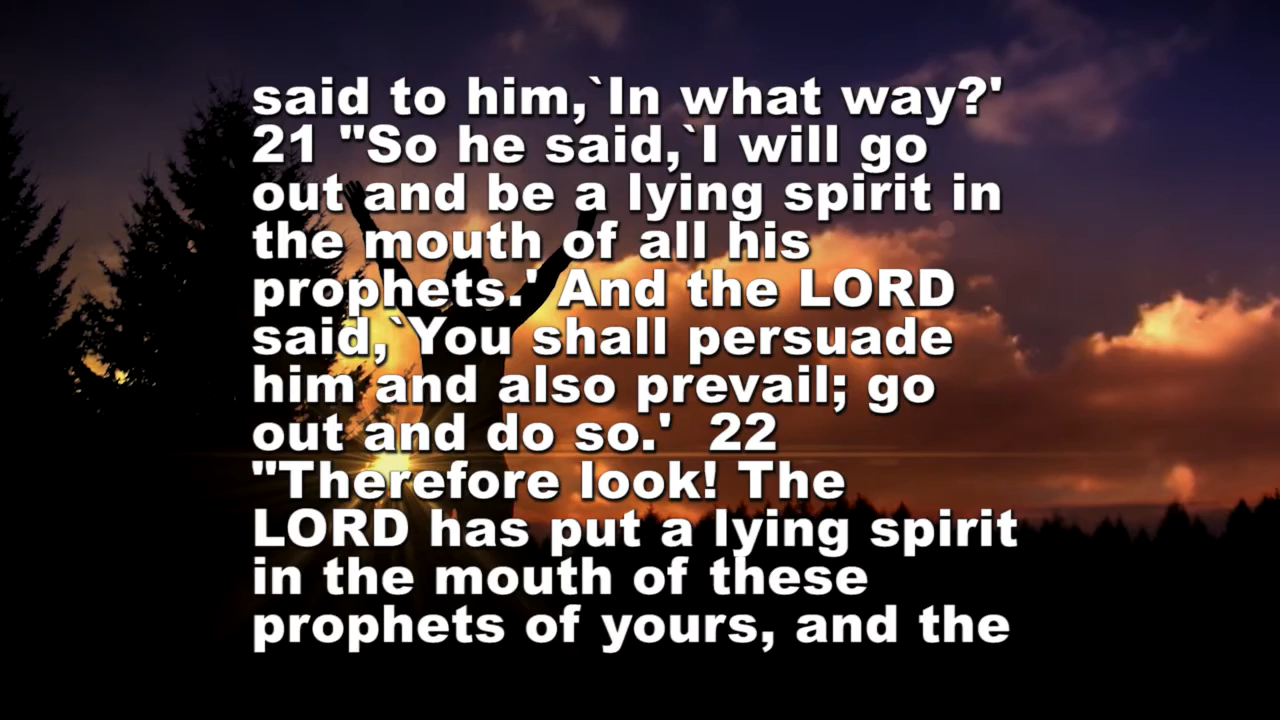 said to him,`In what way?'
21 "So he said,`I will go
out and be a lying spirit in
the mouth of all his
prophets.' And the LORD
said,`You shall persuade
him and also prevail; go
out and do so.'  22
"Therefore look! The
LORD has put a lying spirit
in the mouth of these
prophets of yours, and the